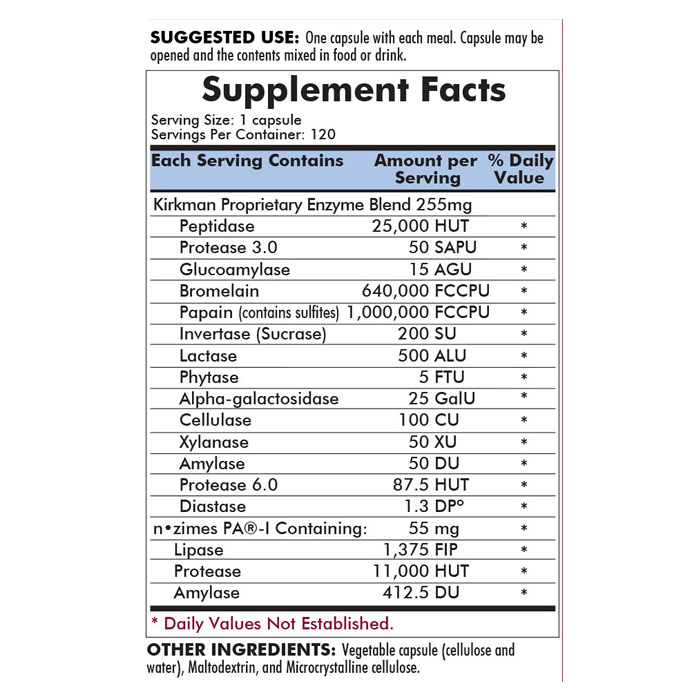 SUGGESTED USE: One capsule with each meal. Capsule may be
opened and the contents mixed in food or drink.
Supplement Facts
Serving Size: 1 capsule
Servings Per Container: 120
Each Serving Contains Amount per % Daily
Serving Value
Kirkman Proprietary Enzyme Blend 255mg
Peptidase 25,000 HUT *
Protease 3.0 50 SAPU *
Glucoamylase 15 AGU *
Bromelain 640,000 FCCPU *
Papain (contains sulfites) 1,000,000 FCCPU *
Invertase (Sucrase) 200 SU *
Lactase 500 ALU *
Phytase 5 FTU *
Alpha-galactosidase 25 GalU *
Cellulase 100 CU *
Xylanase 50 XU *
Amylase 50 DU *
Protease 6.0 87.5 HUT *
Diastase 1.3 DPº *
n•zimes PA®-I Containing: 55 mg *
Lipase 1,375 FIP *
Protease 11,000 HUT *
Amylase 412.5 DU *
* Daily Values Not Established.
OTHER INGREDIENTS: Vegetable capsule (cellulose and
water), Maltodextrin, and Microcrystalline cellulose.